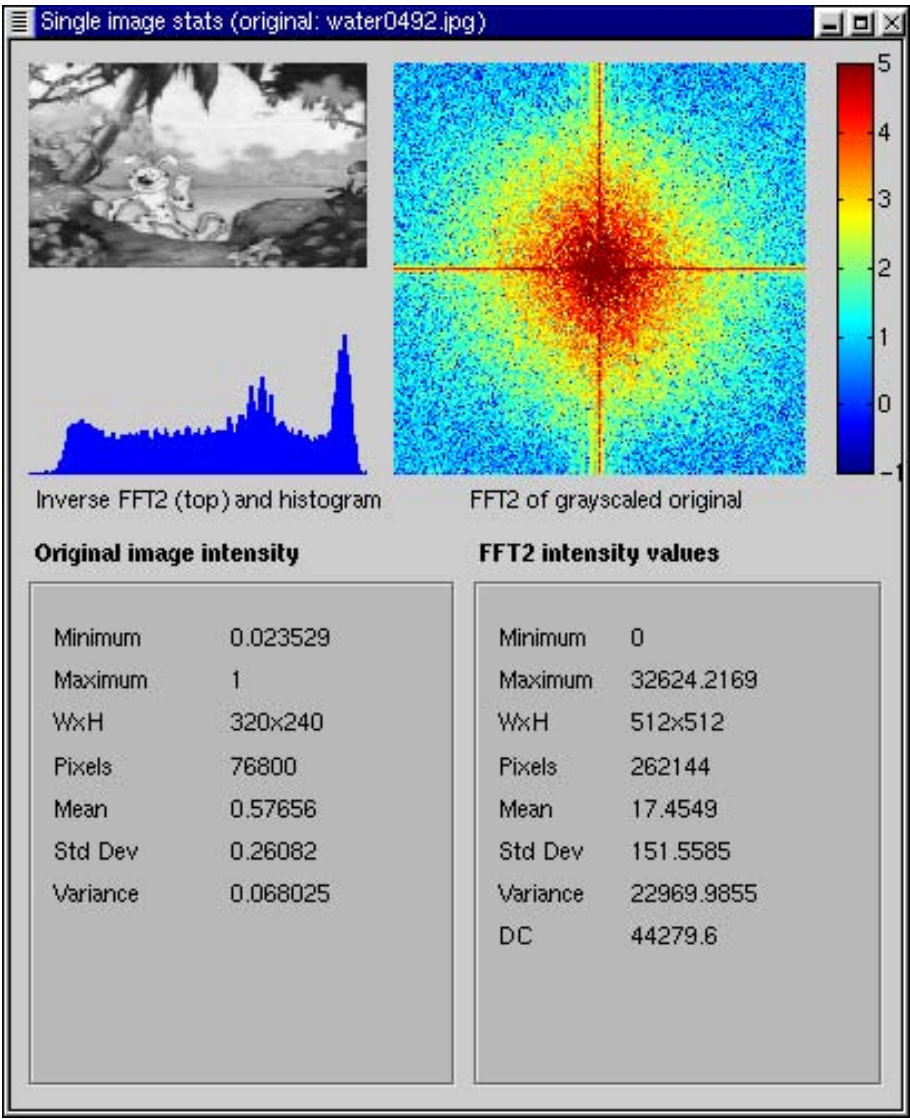 Single image stats (original: water0492.jpg)
5
4
3
2
1
0
-1
Inverse FFT2 (top) and histogram
FFT2 of grayscaled original
Original image intensity
FFT2 intensity values
Minimum 0.023529
Maximum 1
WxH 320x240
Pixels 76800
Mean 0.57656
Std Dev 0.26082
Variance 0.068025
Minimum 0
Maximum 32624.2169
WxH 512x512
Pixels 262144
Mean 17.4549
Std Dev 151.5585
Variance 22969.9855
DC 44279.6